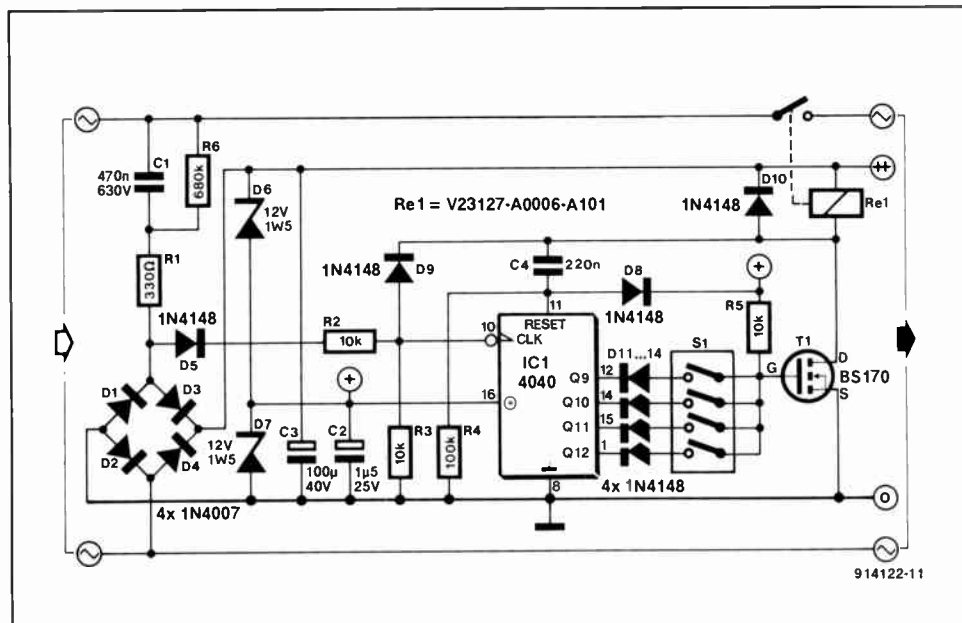 C1
470n
630V
R6
680k
R1
330Ω
1N4148
D5
D1
D3
D2
D4
4x 1N4007
D6
12V
1W5
12V
1W5
D7
R2
10k
1N4148
D9
C3
100µ
40V
C2
1µ5
25V
R3
10k
R4
100k
Re1 = V23127-A0006-A101
C4
220n
D8
1N4148
D10
1N4148
Re1
++
+
+
R5
10k
11
RESET
10
CLK
IC1
4040
16
+
Q9
12
Q10
14
Q11
15
Q12
1
8
D11...14
4x 1N4148
S1
T1
G
D
S
BS170
0
914122-11